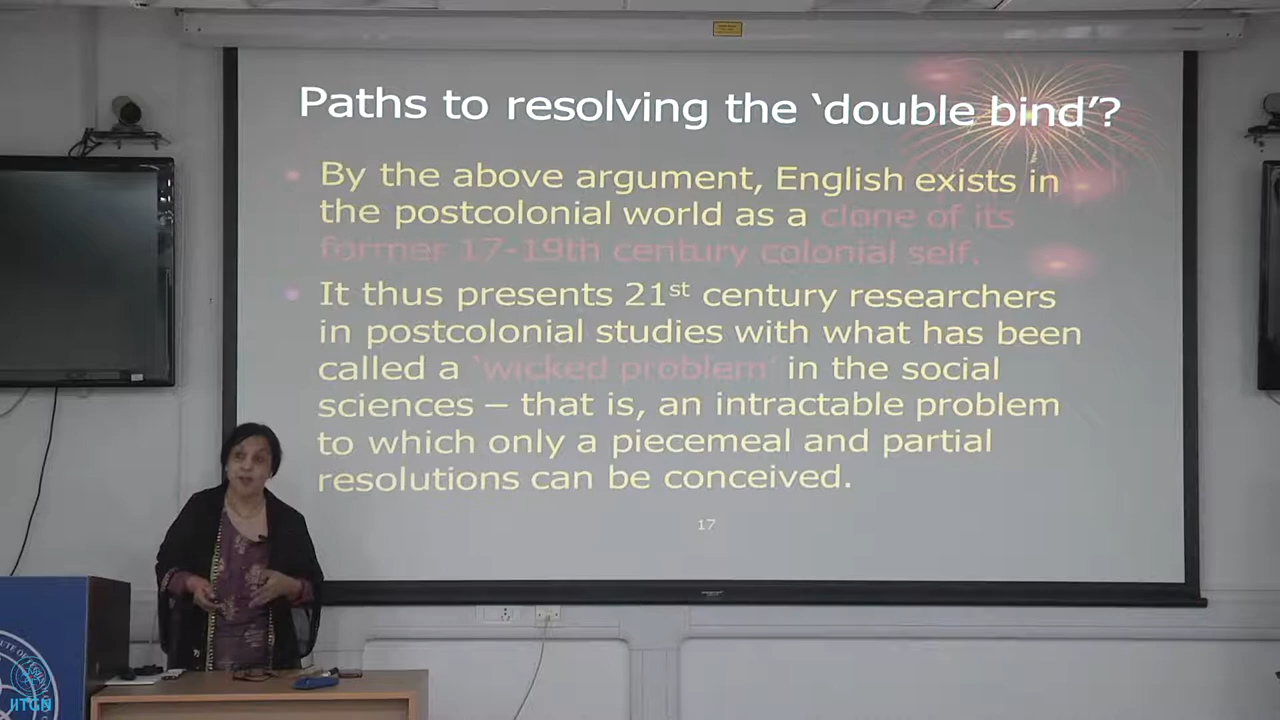 Paths to resolving the ‘double bind’?
By the above argument, English exists in
the postcolonial world as a clone of its
former 17-19th century colonial self.
It thus presents 21st century researchers
in postcolonial studies with what has been
called a ‘wicked problem’ in the social
sciences – that is, an intractable problem
to which only a piecemeal and partial
resolutions can be conceived.
17
IITGN